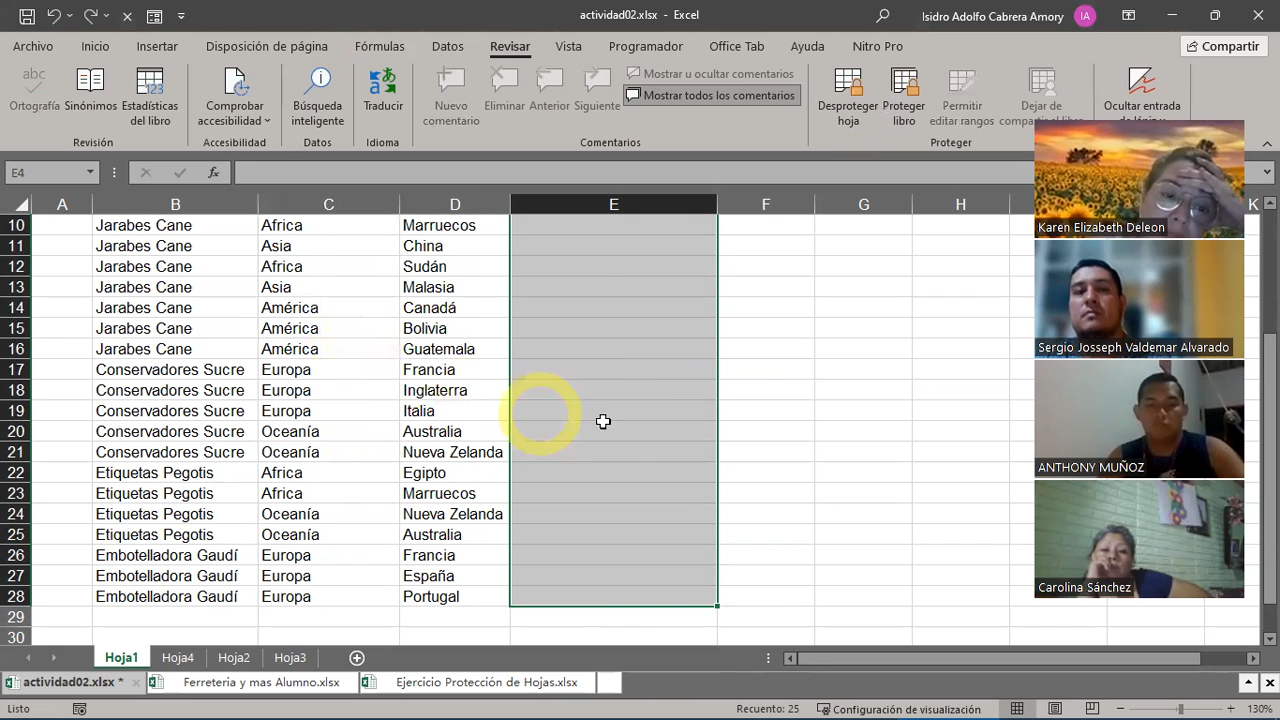 actividad02.xlsx - Excel
Isidro Adolfo Cabrera Amory
IA
Archivo Inicio Insertar Disposición de página Fórmulas Datos Revisar Vista Programador Office Tab Ayuda Nitro Pro
Compartir
abc
Ortografía
Sinónimos
Estadísticas del libro
Revisión
Comprobar accesibilidad
Accesibilidad
Búsqueda inteligente
Datos
Traducir
Idioma
Nuevo comentario
Eliminar
Anterior
Siguiente
Mostrar u ocultar comentarios
Mostrar todos los comentarios
Comentarios
Desproteger hoja
Proteger libro
Permitir editar rangos
Dejar de
Proteger
Ocultar entrada
E4
fx
A B C D E F G H K
10 Jarabes Cane Africa Marruecos
11 Jarabes Cane Asia China
12 Jarabes Cane Africa Sudán
13 Jarabes Cane Asia Malasia
14 Jarabes Cane América Canadá
15 Jarabes Cane América Bolivia
16 Jarabes Cane América Guatemala
17 Conservadores Sucre Europa Francia
18 Conservadores Sucre Europa Inglaterra
19 Conservadores Sucre Europa Italia
20 Conservadores Sucre Oceanía Australia
21 Conservadores Sucre Oceanía Nueva Zelanda
22 Etiquetas Pegotis Africa Egipto
23 Etiquetas Pegotis Africa Marruecos
24 Etiquetas Pegotis Oceanía Nueva Zelanda
25 Etiquetas Pegotis Oceanía Australia
26 Embotelladora Gaudí Europa Francia
27 Embotelladora Gaudí Europa España
28 Embotelladora Gaudí Europa Portugal
29
30
Karen Elizabeth Deleon
Sergio Josseph Valdemar Alvarado
ANTHONY MUÑOZ
Carolina Sánchez
Hoja1 Hoja4 Hoja2 Hoja3
actividad02.xlsx * Ferreteria y mas Alumno.xlsx Ejercicio Protección de Hojas.xlsx
Listo Recuento: 25 Configuración de visualización 130%